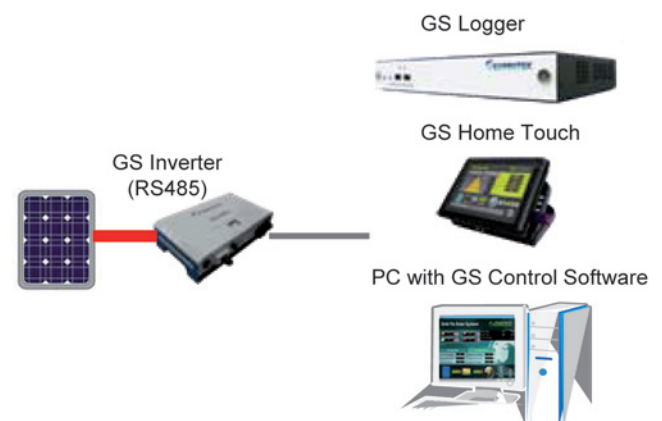 GS Logger
GS Home Touch
GS Inverter
(RS485)
PC with GS Control Software